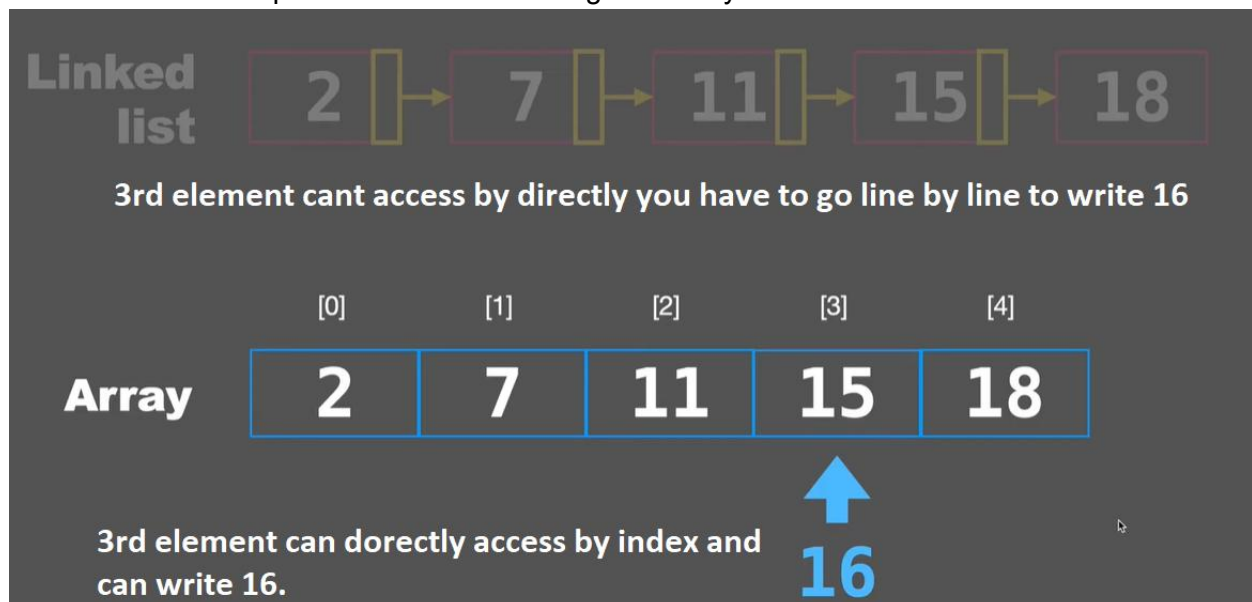 Linked
list
2 7 11 15 18
3rd element cant access by directly you have to go line by line to write 16
[0] [1] [2] [3] [4]
Array 2 7 11 15 18
3rd element can dorectly access by index and
can write 16.
16